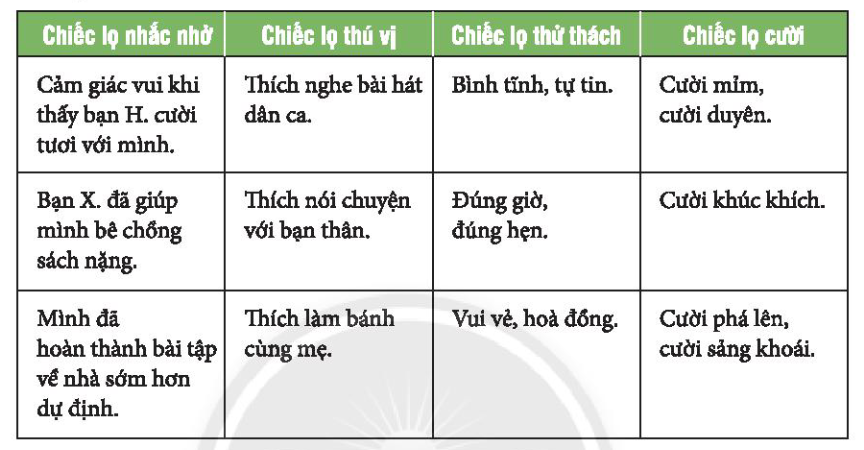 Chiếc lọ nhắc nhở
Chiếc lọ thú vị
Chiếc lọ thử thách
Chiếc lọ cười
Cảm giác vui khi
thấy bạn H. cười
tươi với mình.
Thích nghe bài hát
dân ca.
Bình tĩnh, tự tin.
Cười mỉm,
cười duyên.
Bạn X. đã giúp
mình bê chồng
sách nặng.
Thích nói chuyện
với bạn thân.
Đúng giờ,
đúng hẹn.
Cười khúc khích.
Mình đã
hoàn thành bài tập
về nhà sớm hơn
dự định.
Thích làm bánh
cùng mẹ.
Vui vẻ, hoà đồng.
Cười phá lên,
cười sảng khoái.